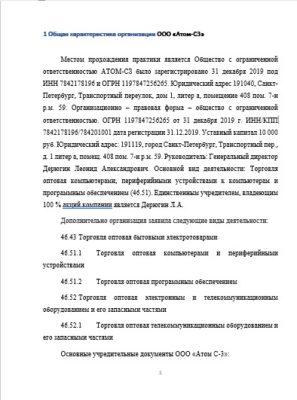 1 Общая характеристика организации ООО «Атом-СЗ»
Местом прохождения практики является Общество с ограниченной
ответственностью АТОМ-СЗ было зарегистрировано 31 декабря 2019 под
ИНН 7842178196 и ОГРН 1197847256265. Юридический адрес: 191040, Санкт-
Петербург, Транспортный переулок, дом 1, литер а, помещение 408 пом. 7-н
р.м. 59. Организационно – правовая форма – общество с ограниченной
ответственностью. ОГРН 1197847256265 от 31 декабря 2019 г. ИНН/КПП
7842178196/784201001 дата регистрации 31.12.2019. Уставный капитал 10 000
руб. Юридический адрес: 191119, город Санкт-Петербург, Транспортный пер.,
д. 1 литер а, помещ. 408 пом. 7-н р.м. 59. Руководитель: Генеральный директор
Дерюгин Леонид Александрович. Основной вид деятельности: Торговля
оптовая компьютерами, периферийными устройствами к компьютерам и
программным обеспечением (46.51). Единственным учредителем, владеющим
100 % акций компании является Дерюгин Л.А.
Дополнительно организация заявила следующие виды деятельности:
46.43 Торговля оптовая бытовыми электротоварами
46.51.1 Торговля оптовая компьютерами и периферийными
устройствами
46.51.2 Торговля оптовая программным обеспечением
46.52 Торговля оптовая электронным и телекоммуникационным
оборудованием и его запасными частями
46.52.1 Торговля оптовая телекоммуникационным оборудованием и
его запасными частями
Основные учредительные документы ООО «Атом С-З»: